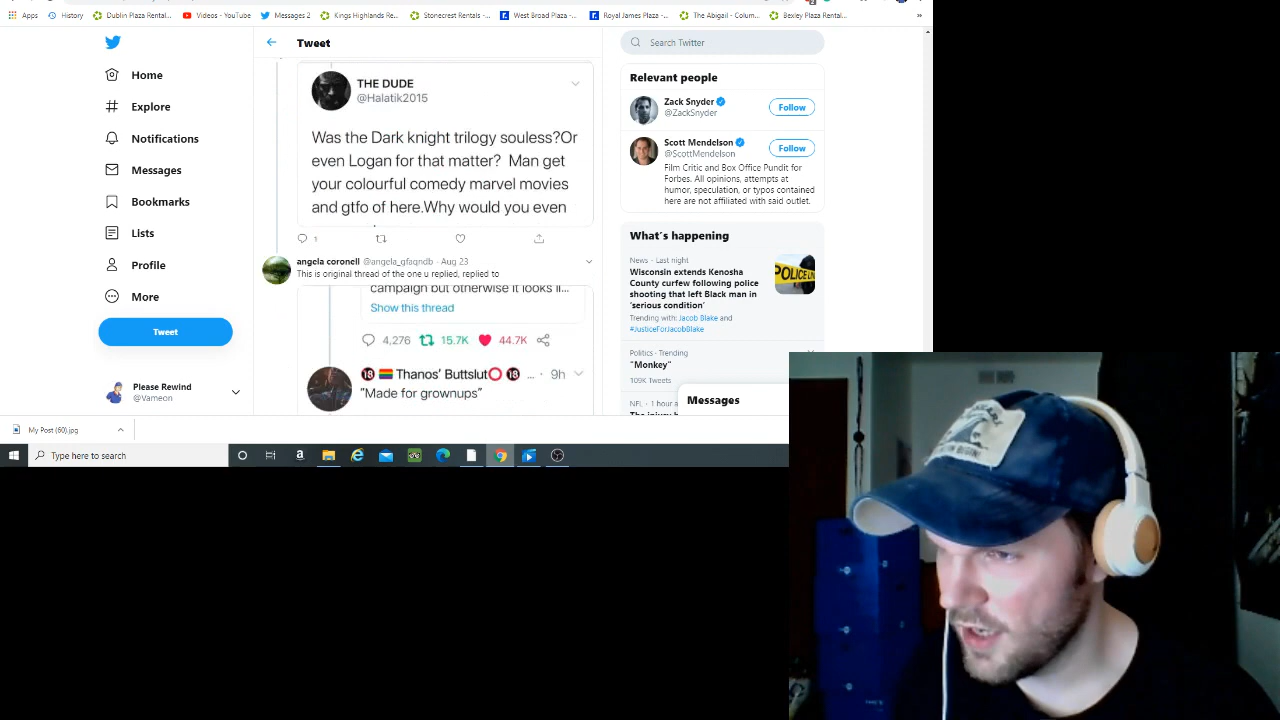 Apps
History
Dublin Plaza Rental...
Videos - YouTube
Messages 2
Kings Highlands Re...
Stonecrest Rentals -...
West Broad Plaza -...
Royal James Plaza -...
The Abigail - Colum...
Bexley Plaza Rental...
»
Home
Explore
Notifications
Messages
Bookmarks
Lists
Profile
More
Tweet
Please Rewind
@Vameon
Tweet
THE DUDE
@Halatik2015
Was the Dark knight trilogy souless?Or
even Logan for that matter? Man get
your colourful comedy marvel movies
and gtfo of here.Why would you even
1
angela coronell @angela_gfaqndb · Aug 23
This is original thread of the one u replied, replied to
campaign but otherwise it looks li...
Show this thread
4,276 15.7K 44.7K
🔞 🏳️‍🌈 Thanos' Buttslut⭕ 🔞 ... · 9h
"Made for grownups"
Search Twitter
Relevant people
Zack Snyder
@ZackSnyder
Follow
Scott Mendelson
@ScottMendelson
Follow
Film Critic and Box Office Pundit for
Forbes. All opinions, attempts at
humor, speculation, or typos contained
here are not affiliated with said outlet.
What's happening
News · Last night
Wisconsin extends Kenosha
County curfew following police
shooting that left Black man in
'serious condition'
Trending with: Jacob Blake and
#JusticeForJacobBlake
POLICE LIN
Politics · Trending
"Monkey"
109K Tweets
NFL · 1 hour a
Messages
My Post (60).jpg
Type here to search